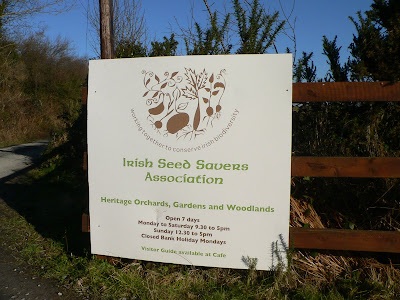 working together to conserve irish biodiversity
Irish Seed Savers
Association
Heritage Orchards, Gardens and Woodlands
Open 7 days
Monday to Saturday 9.30 to 5pm
Sunday 12.30 to 5pm
Closed Bank Holiday Mondays
Visitor Guide available at Cafe